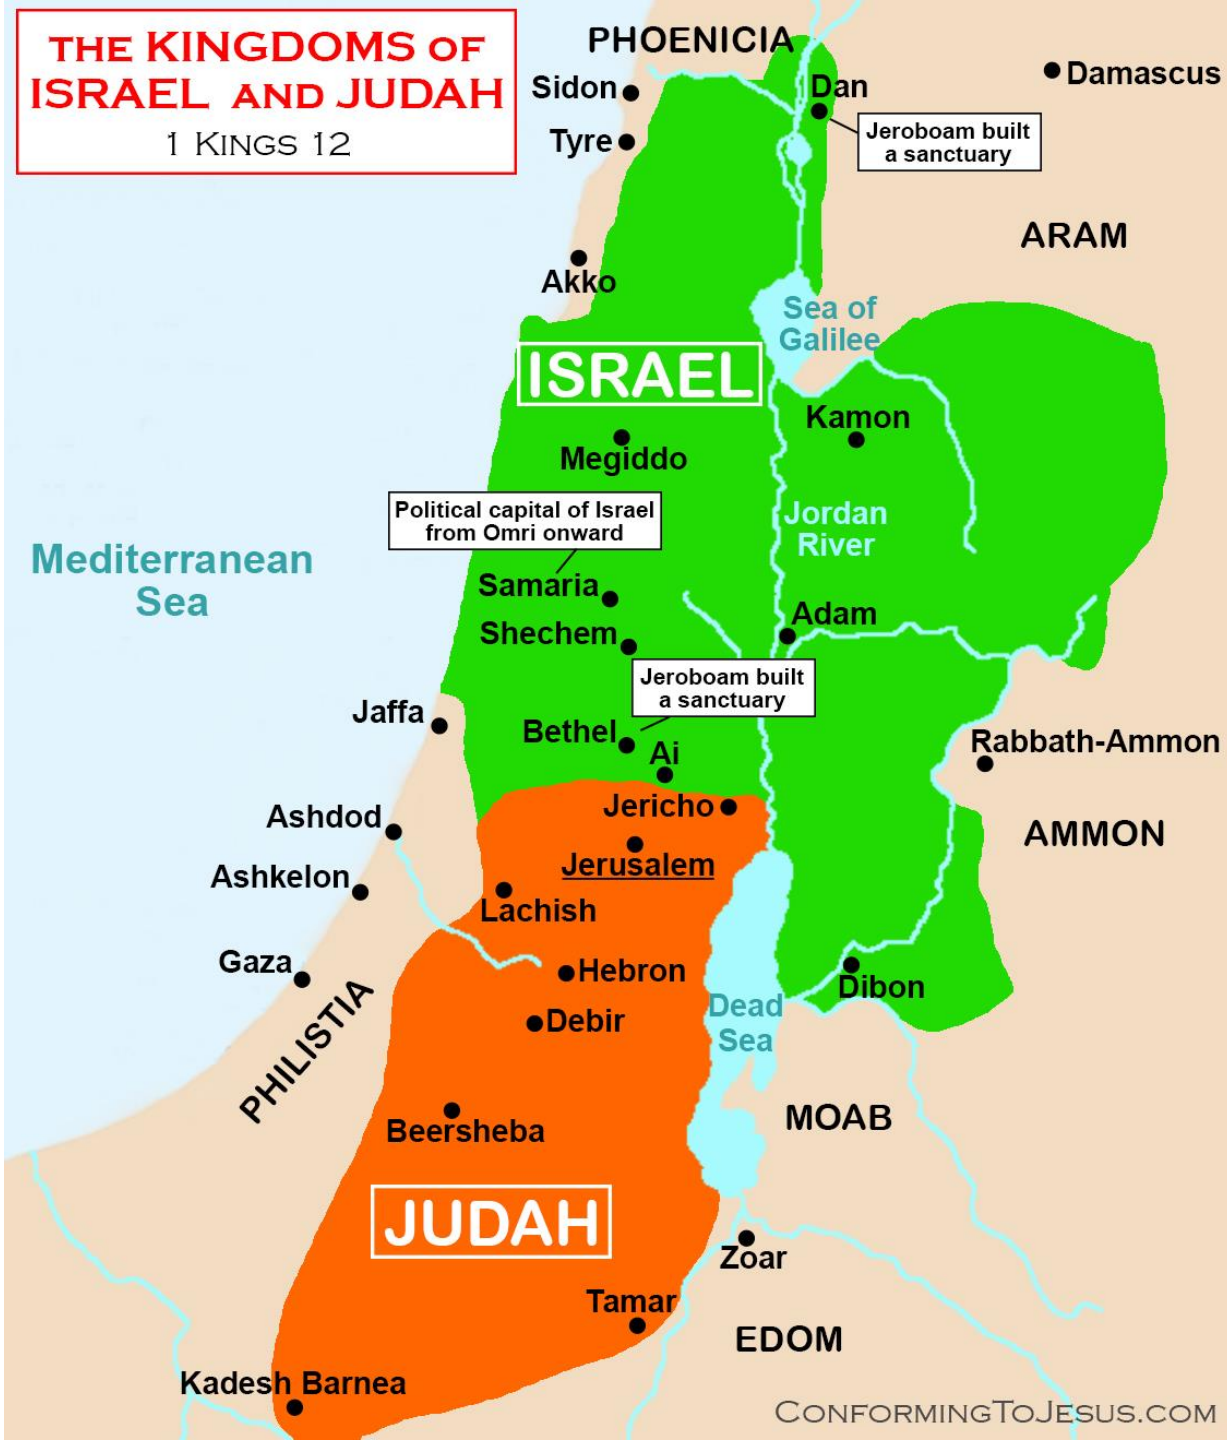 THE KINGDOMS OF
ISRAEL AND JUDAH
1 KINGS 12
PHOENICIA
Sidon
Dan
Damascus
Tyre
Jeroboam built
a sanctuary
ARAM
Akko
Sea of
Galilee
ISRAEL
Kamon
Megiddo
Political capital of Israel
from Omri onward
Jordan
River
Mediterranean
Sea
Samaria
Adam
Shechem
Jeroboam built
a sanctuary
Jaffa
Bethel
Ai
Rabbath-Ammon
Jericho
Ashdod
AMMON
Jerusalem
Ashkelon
Lachish
Gaza
Hebron
Dibon
PHILISTIA
Debir
Dead
Sea
MOAB
Beersheba
JUDAH
Zoar
Tamar
EDOM
Kadesh Barnea
CONFORMINGTOJESUS.COM